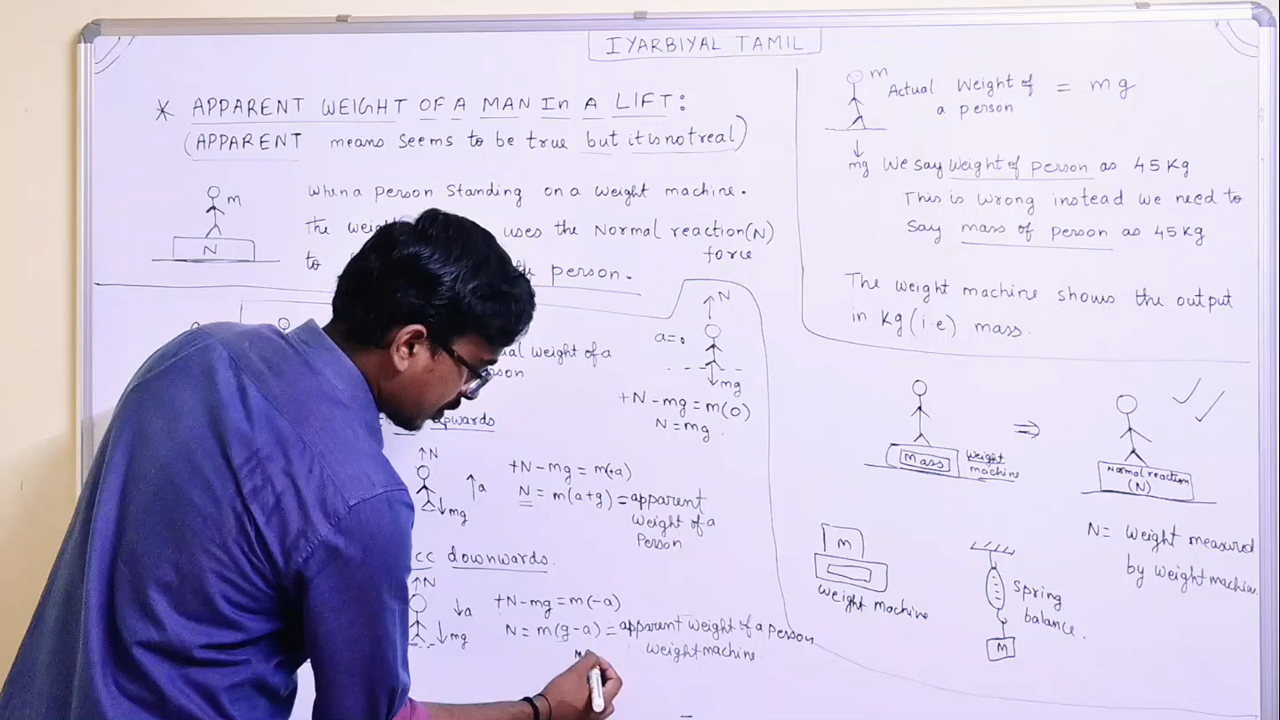 IYARBIYAL TAMIL
* APPARENT WEIGHT OF A MAN In A LIFT:
(APPARENT means seems to be true but it is not real)
m
N
When a person standing on a weight machine.
The uses the Normal reaction(N)
force
to person.
weight of a
N
a=0
mg
+N-mg=m(0)
N=mg.
upwards
N
a
mg
+N-mg=m(+a)
N=m(a+g)=apparent
weight of a
Person
downwards.
N
a
mg
+N-mg=m(-a)
N=m(g-a)=apparent weight of a person
weight machine
m
Actual Weight of = mg
a person
mg
We say weight of person as 45 Kg
This is wrong instead we need to
Say mass of person as 45 Kg
The weight machine shows the output
in Kg (i.e) mass.
Mass
weight
machine
⇒
Normal reaction
(N)
N= Weight measured
by weight machine.
M
Weight machine
Spring
balance.
M